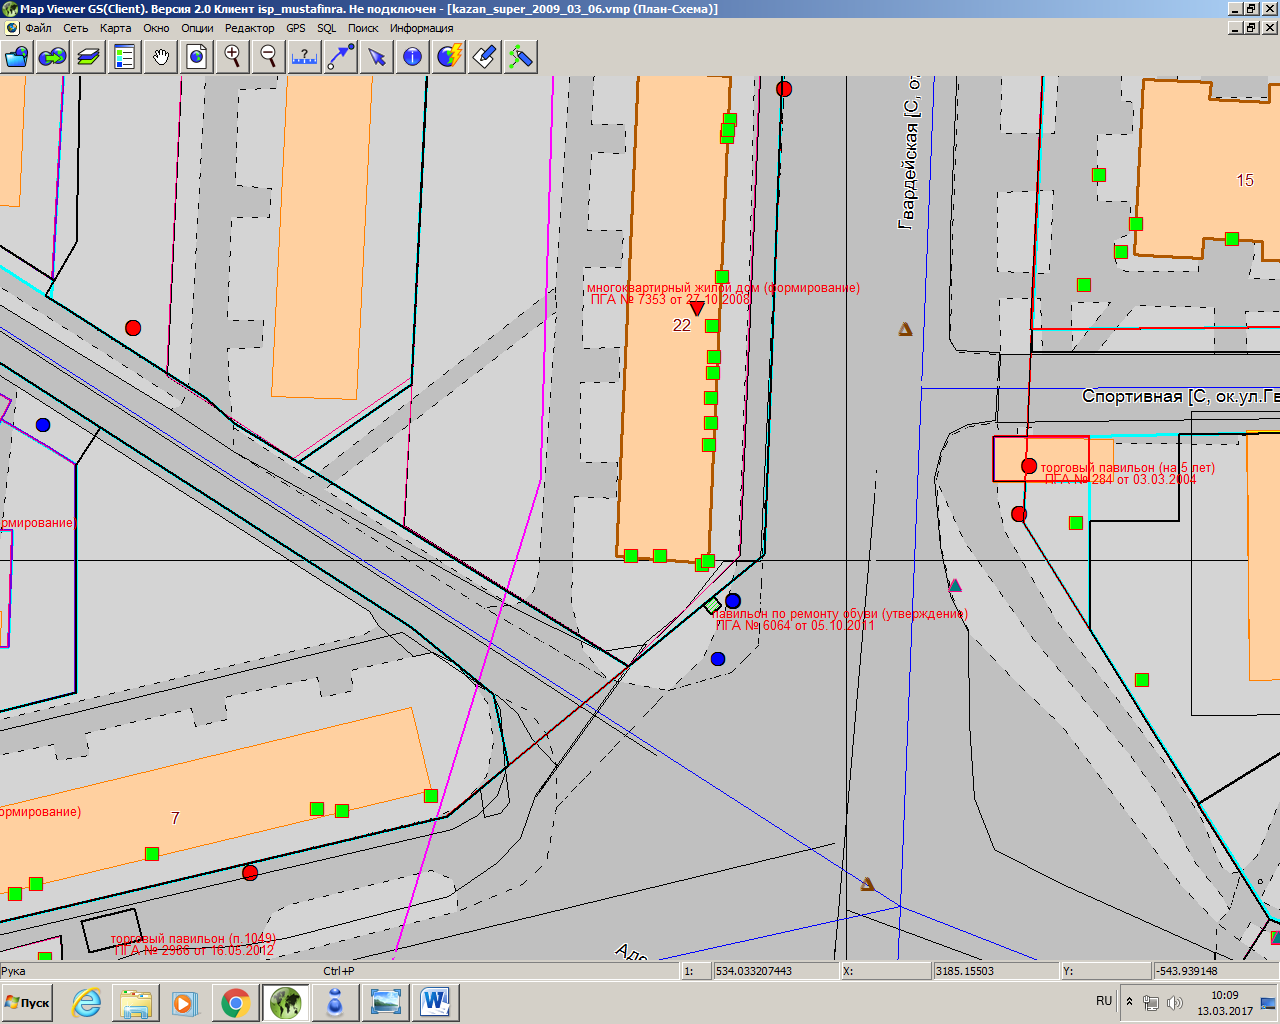 Map Viewer GS(Client). Версия 2.0 Клиент isp_mustafinra. Не подключен - [kazan_super_2009_03_06.vmp (План-Схема)]
Файл Сеть Карта Окно Опции Редактор GPS SQL Поиск Информация
Гвардейская [С, о
15
многоквартирный жилой дом (формирование)
ПГА № 7353 от 27.10.2008
22
Спортивная [С, ок.ул.Гв
торговый павильон (на 5 лет)
ПГА № 284 от 03.03.2004
ормирование)
павильон по ремонту обуви (утверждение)
ПГА № 6064 от 05.10.2011
ормирование)
7
торговый павильон (п.1049)
ПГА № 2966 от 16.05.2012
Аде
Рука Ctrl+P 1: 534.033207443 X: 3185.15503 Y: -543.939148
Пуск RU 10:09
13.03.2017